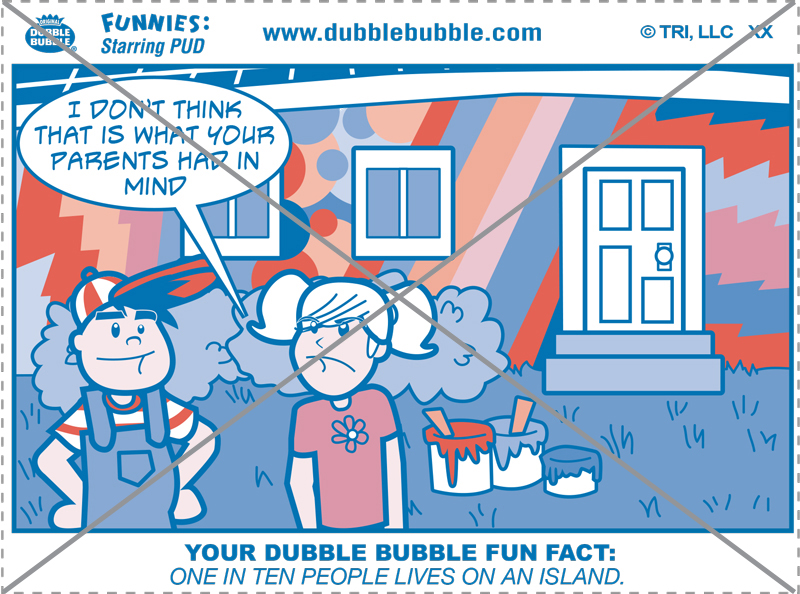 ORIGINAL
DUBBLE
BUBBLE®
FUNNIES:
Starring PUD
www.dubblebubble.com
© TRI, LLC XX
I DON'T THINK
THAT IS WHAT YOUR
PARENTS HAD IN
MIND
YOUR DUBBLE BUBBLE FUN FACT:
ONE IN TEN PEOPLE LIVES ON AN ISLAND.